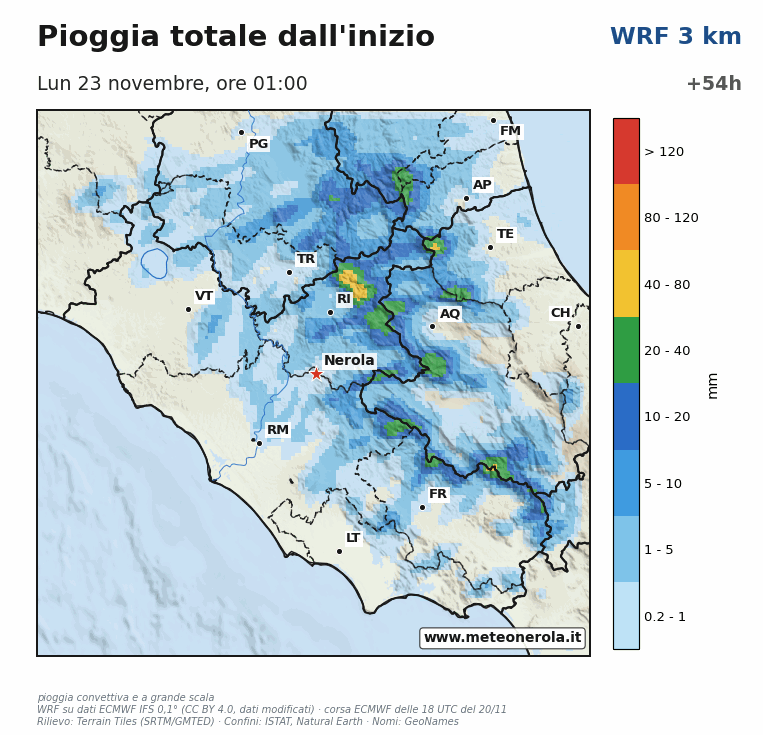 Pioggia totale dall'inizio
WRF 3 km
Lun 23 novembre, ore 01:00
+54h
FM
PG
AP
TE
TR
VT
RI
AQ
CH
Nerola
RM
FR
LT
www.meteonerola.it
> 120
80 - 120
40 - 80
20 - 40
10 - 20
5 - 10
1 - 5
0.2 - 1
mm
pioggia convettiva e a grande scala
WRF su dati ECMWF IFS 0,1° (CC BY 4.0, dati modificati) · corsa ECMWF delle 18 UTC del 20/11
Rilievo: Terrain Tiles (SRTM/GMTED) · Confini: ISTAT, Natural Earth · Nomi: GeoNames